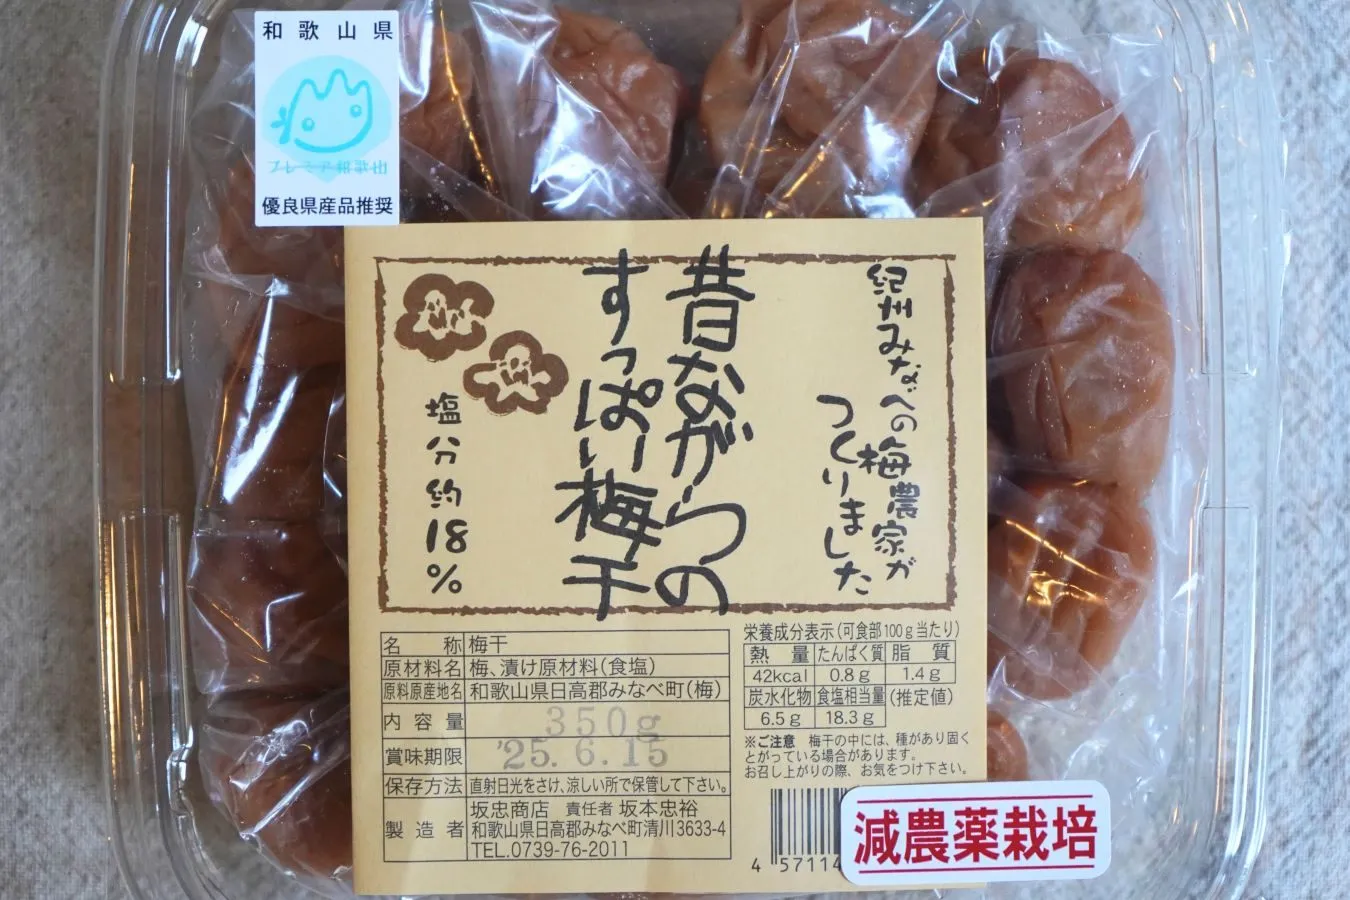 和歌山県
プレミア和歌山
優良県産品推奨
紀州みなべの梅農家が
つくりました
昔ながらの
すっぱい梅干
塩分約18%
名称 梅干
原材料名 梅、漬け原材料(食塩)
原料原産地名 和歌山県日高郡みなべ町(梅)
内容量 350g
賞味期限 '25.6.15
保存方法 直射日光をさけ、涼しい所で保管して下さい。
製造者 坂忠商店 責任者 坂本忠裕
和歌山県日高郡みなべ町清川3633-4
TEL.0739-76-2011
栄養成分表示(可食部100g当たり)
熱量 たんぱく質 脂質
42kcal 0.8g 1.4g
炭水化物 食塩相当量 (推定値)
6.5g 18.3g
※ご注意 梅干の中には、種があり固く
とがっている場合があります。
お召し上がりの際、お気をつけ下さい。
4 57114
減農薬栽培